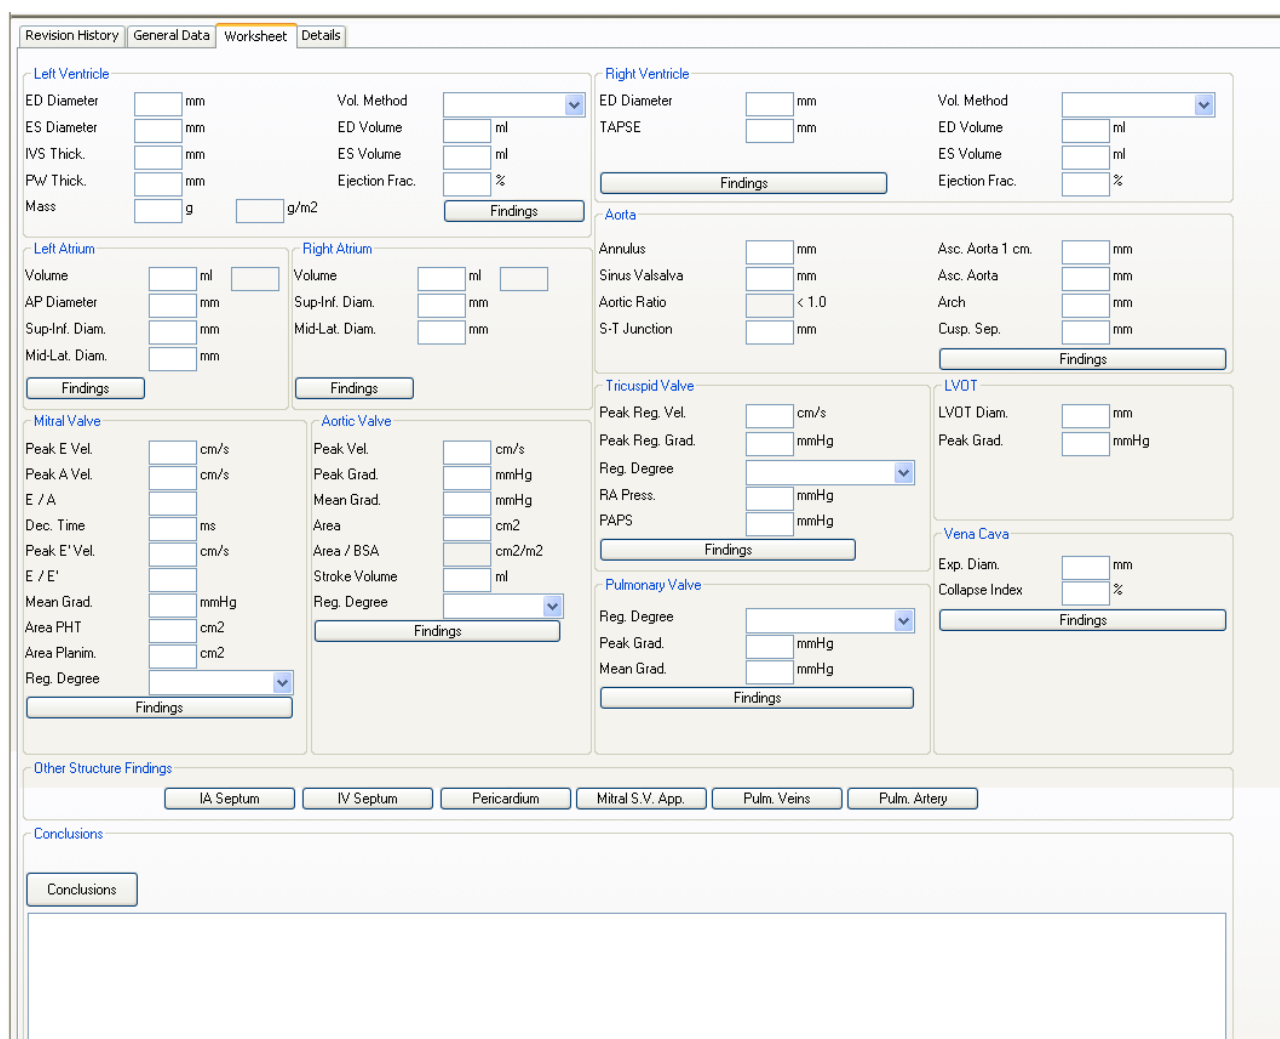 Revision History General Data Worksheet Details
Left Ventricle
ED Diameter mm Vol. Method
ES Diameter mm ED Volume ml
IVS Thick. mm ES Volume ml
PW Thick. mm Ejection Frac. %
Mass g g/m2 Findings
Right Ventricle
ED Diameter mm Vol. Method
TAPSE mm ED Volume ml
ES Volume ml
Findings Ejection Frac. %
Left Atrium
Volume ml
AP Diameter mm
Sup-Inf. Diam. mm
Mid-Lat. Diam. mm
Findings
Right Atrium
Volume ml
Sup-Inf. Diam. mm
Mid-Lat. Diam. mm
Findings
Aorta
Annulus mm Asc. Aorta 1 cm. mm
Sinus Valsalva mm Asc. Aorta mm
Aortic Ratio < 1.0 Arch mm
S-T Junction mm Cusp. Sep. mm
Findings
Mitral Valve
Peak E Vel. cm/s
Peak A Vel. cm/s
E / A
Dec. Time ms
Peak E' Vel. cm/s
E / E'
Mean Grad. mmHg
Area PHT cm2
Area Planim. cm2
Reg. Degree
Findings
Aortic Valve
Peak Vel. cm/s
Peak Grad. mmHg
Mean Grad. mmHg
Area cm2
Area / BSA cm2/m2
Stroke Volume ml
Reg. Degree
Findings
Tricuspid Valve
Peak Reg. Vel. cm/s
Peak Reg. Grad. mmHg
Reg. Degree
RA Press. mmHg
PAPS mmHg
Findings
LVOT
LVOT Diam. mm
Peak Grad. mmHg
Pulmonary Valve
Reg. Degree
Peak Grad. mmHg
Mean Grad. mmHg
Findings
Vena Cava
Exp. Diam. mm
Collapse Index %
Findings
Other Structure Findings
IA Septum IV Septum Pericardium Mitral S.V. App. Pulm. Veins Pulm. Artery
Conclusions
Conclusions